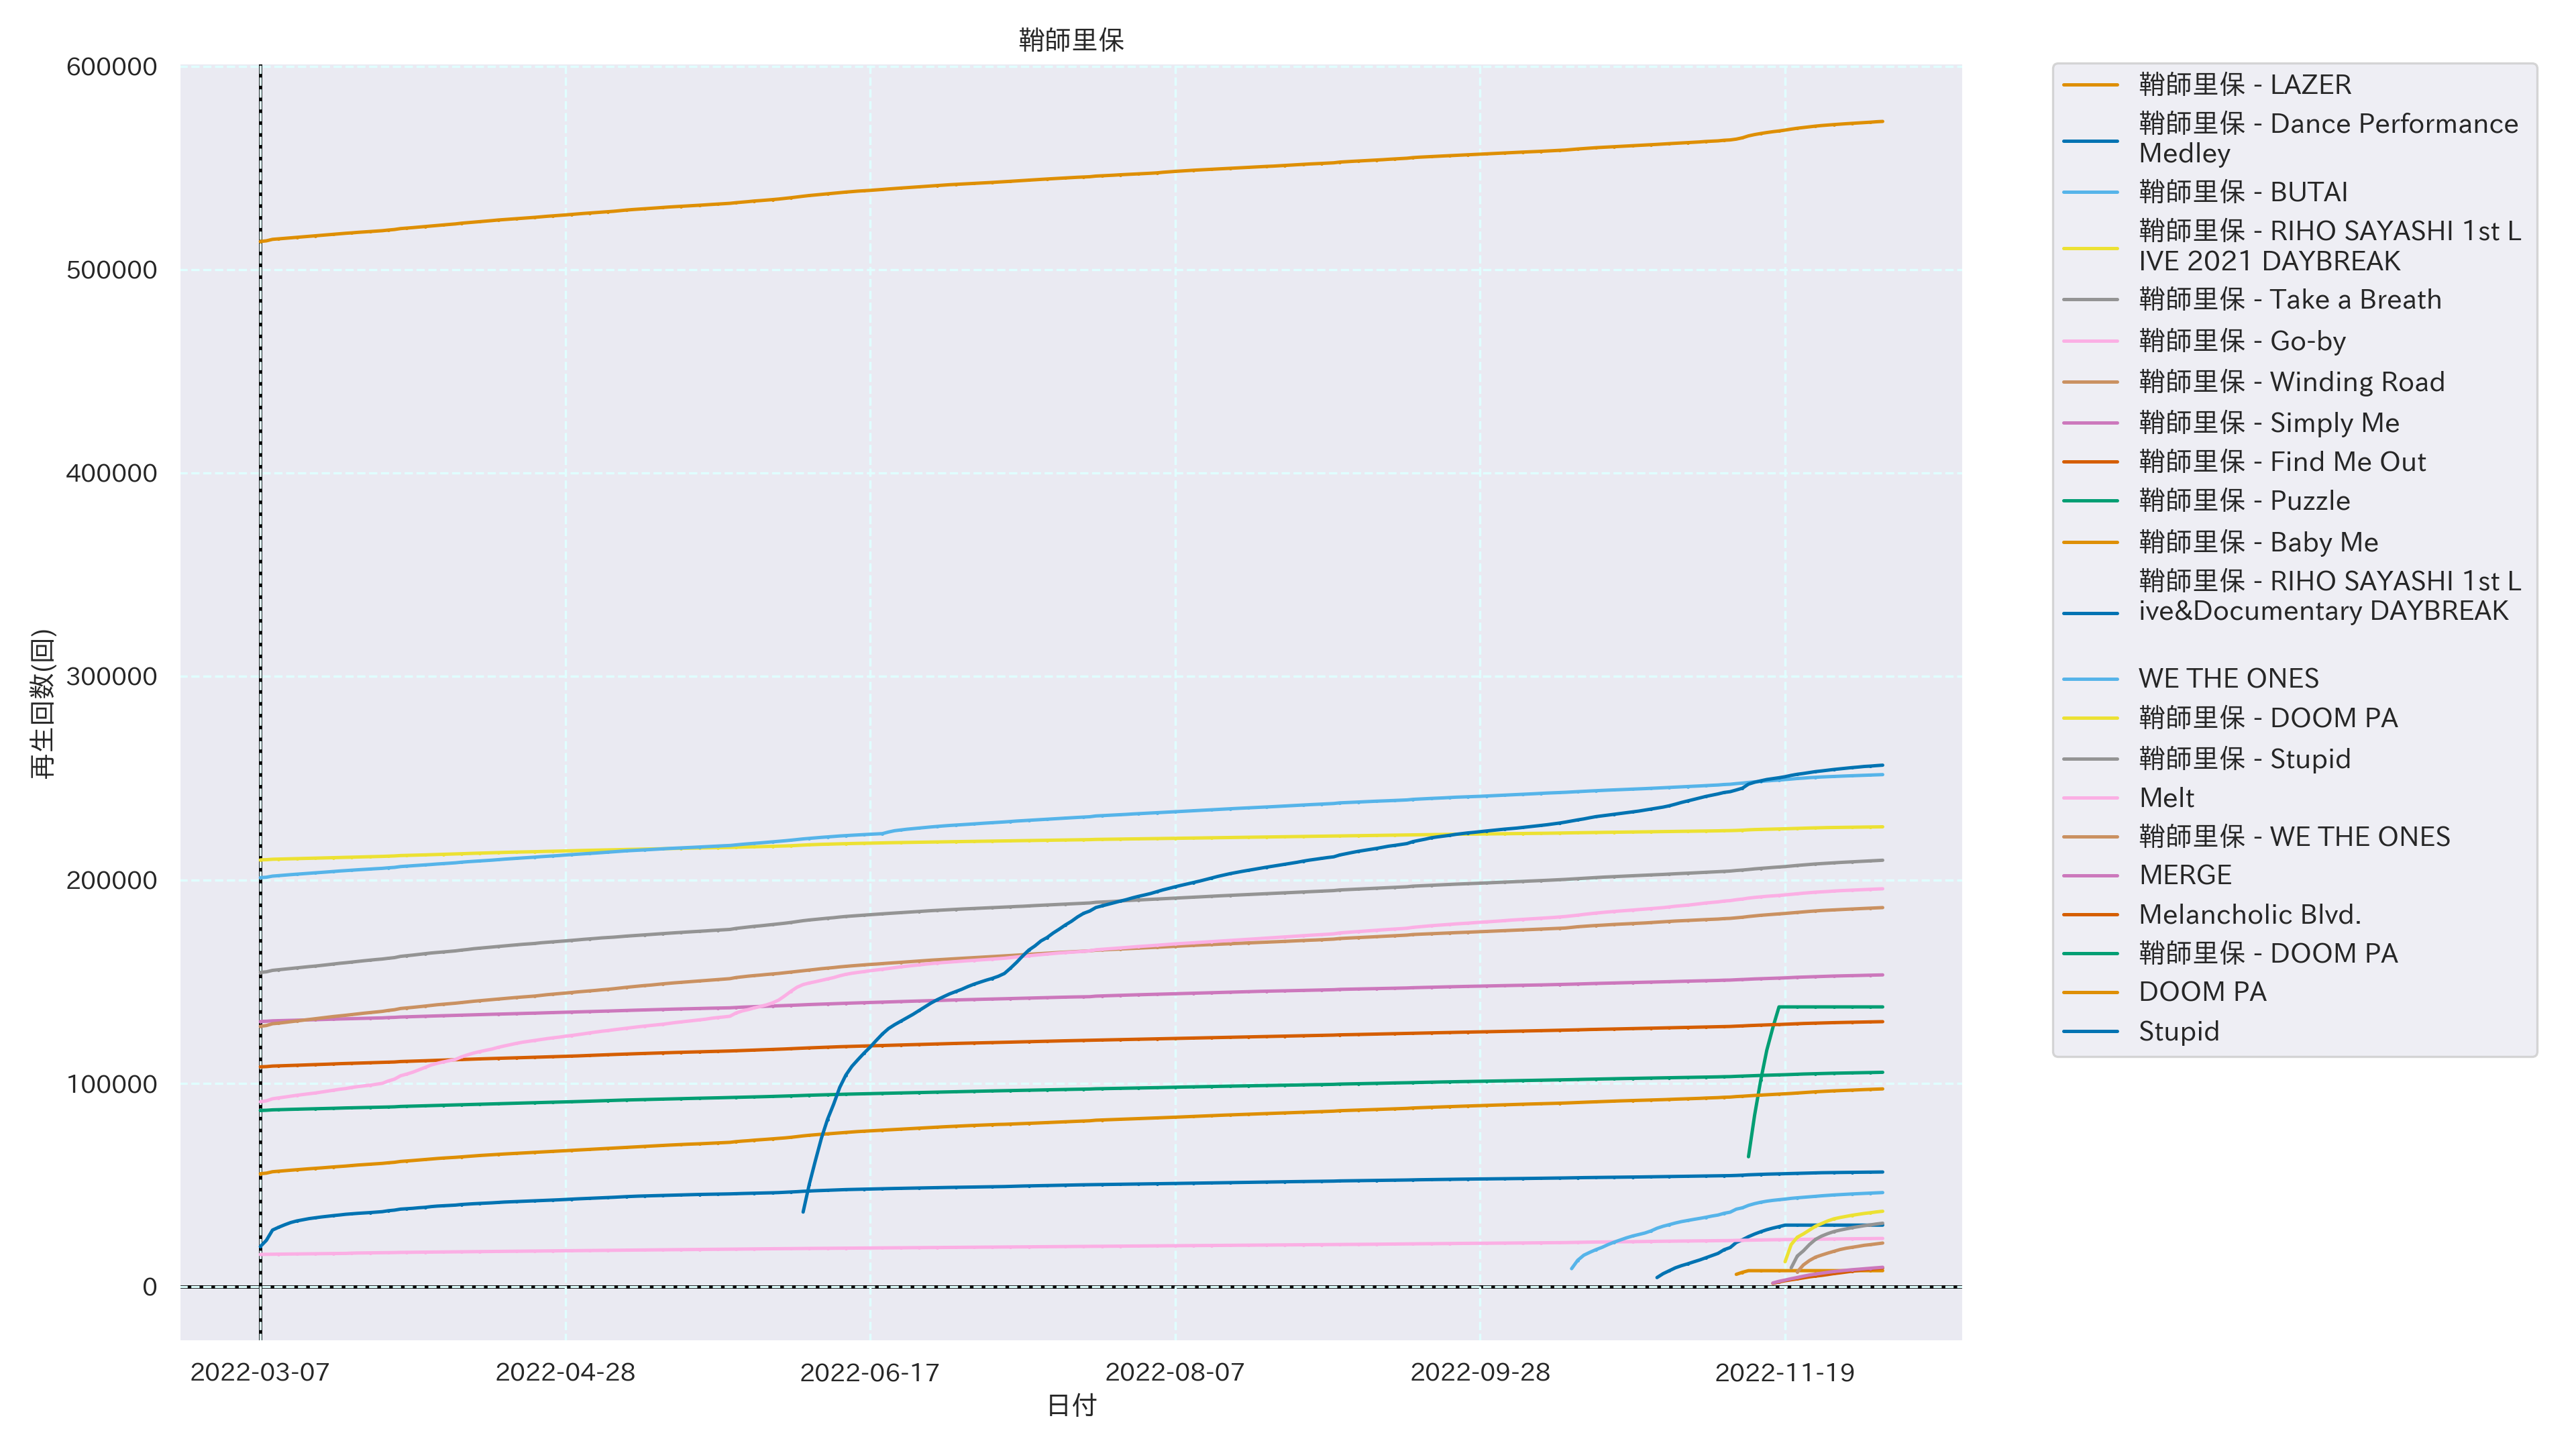 鞘師里保
600000
500000
400000
300000
200000
100000
0
再生回数(回)
2022-03-07
2022-04-28
2022-06-17
2022-08-07
2022-09-28
2022-11-19
日付
鞘師里保 - LAZER
鞘師里保 - Dance Performance
Medley
鞘師里保 - BUTAI
鞘師里保 - RIHO SAYASHI 1st L
IVE 2021 DAYBREAK
鞘師里保 - Take a Breath
鞘師里保 - Go-by
鞘師里保 - Winding Road
鞘師里保 - Simply Me
鞘師里保 - Find Me Out
鞘師里保 - Puzzle
鞘師里保 - Baby Me
鞘師里保 - RIHO SAYASHI 1st L
ive&Documentary DAYBREAK
WE THE ONES
鞘師里保 - DOOM PA
鞘師里保 - Stupid
Melt
鞘師里保 - WE THE ONES
MERGE
Melancholic Blvd.
鞘師里保 - DOOM PA
DOOM PA
Stupid